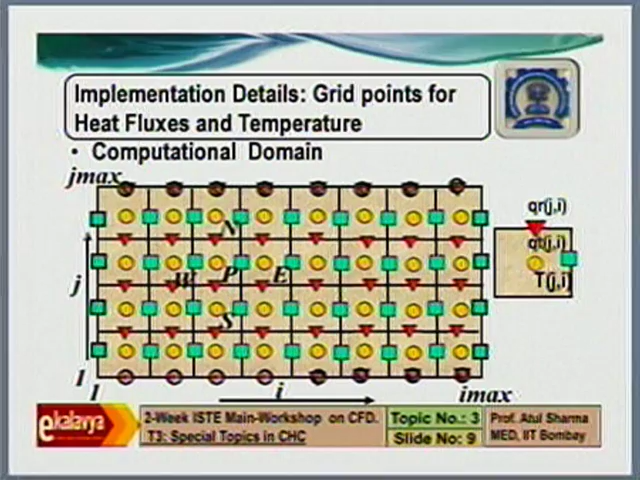 Implementation Details: Grid points for
Heat Fluxes and Temperature
• Computational Domain
jmax
N
W P E
S
j
1
1
i
imax
qr(j,i)
qt(j,i)
T(j,i)
ekalavya
2-Week ISTE Main-Workshop on CFD.
T3: Special Topics in CHC
Topic No.: 3
Slide No: 9
Prof. Atul Sharma
MED, IIT Bombay